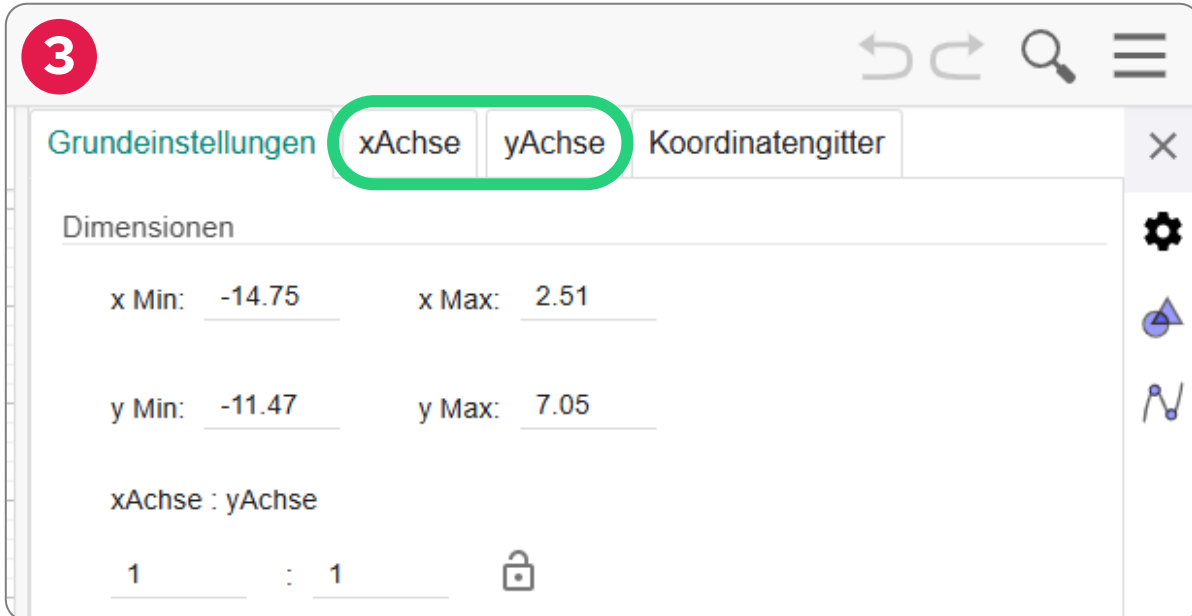 3
Grundeinstellungen xAchse yAchse Koordinatengitter
Dimensionen
x Min: -14.75 x Max: 2.51
y Min: -11.47 y Max: 7.05
xAchse : yAchse
1 : 1